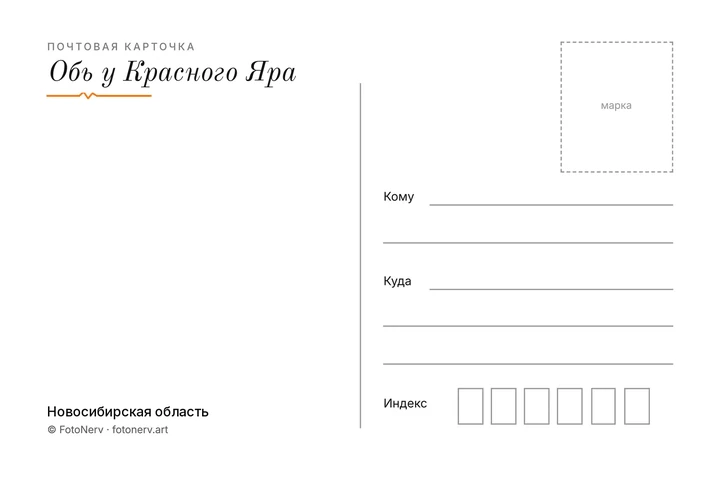 ПОЧТОВАЯ КАРТОЧКА
Обь у Красного Яра
марка
Кому
Куда
Индекс
Новосибирская область
© FotoNerv · fotonerv.art